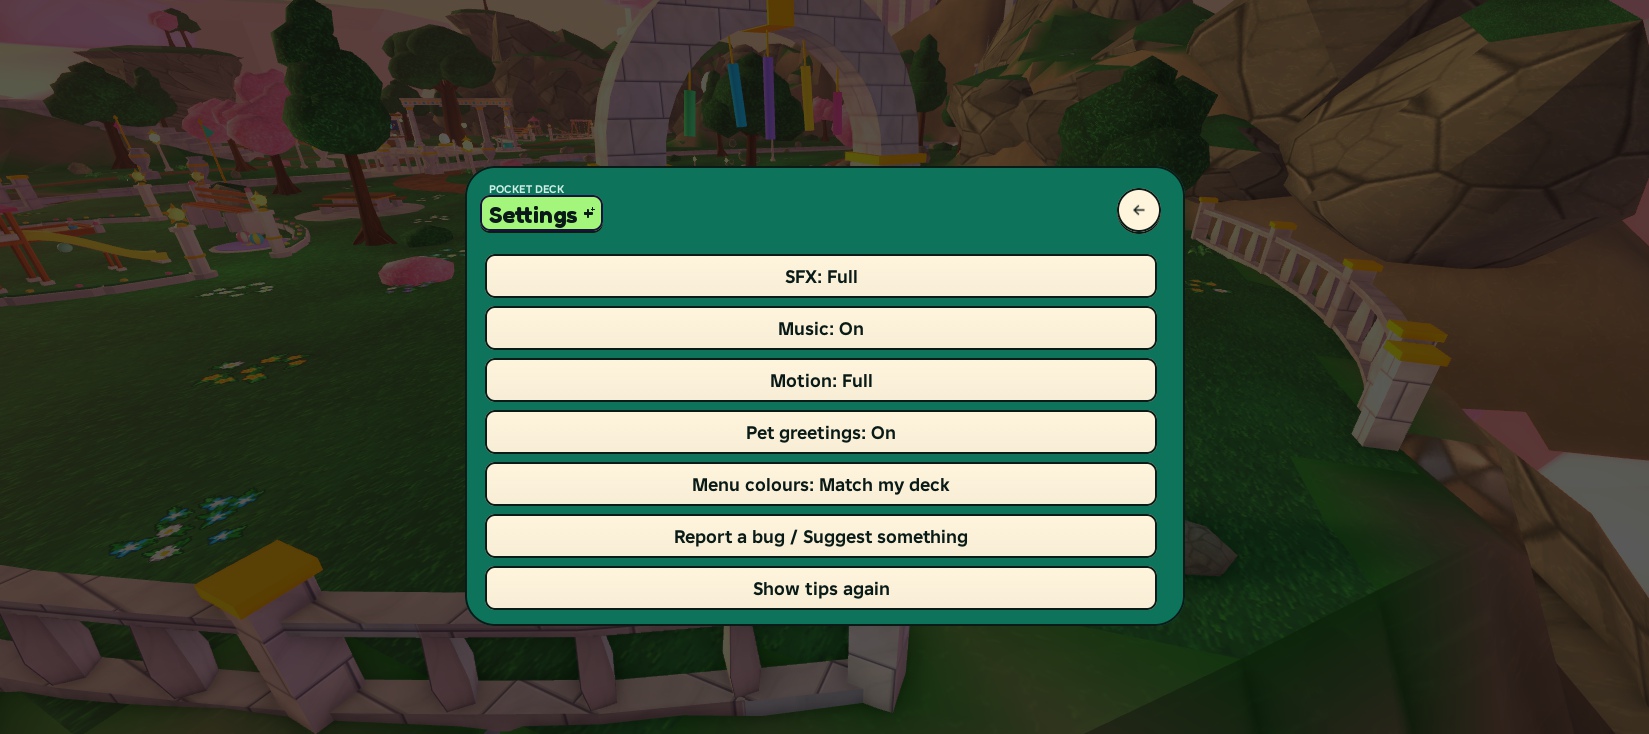 POCKET DECK
Settings
SFX: Full
Music: On
Motion: Full
Pet greetings: On
Menu colours: Match my deck
Report a bug / Suggest something
Show tips again